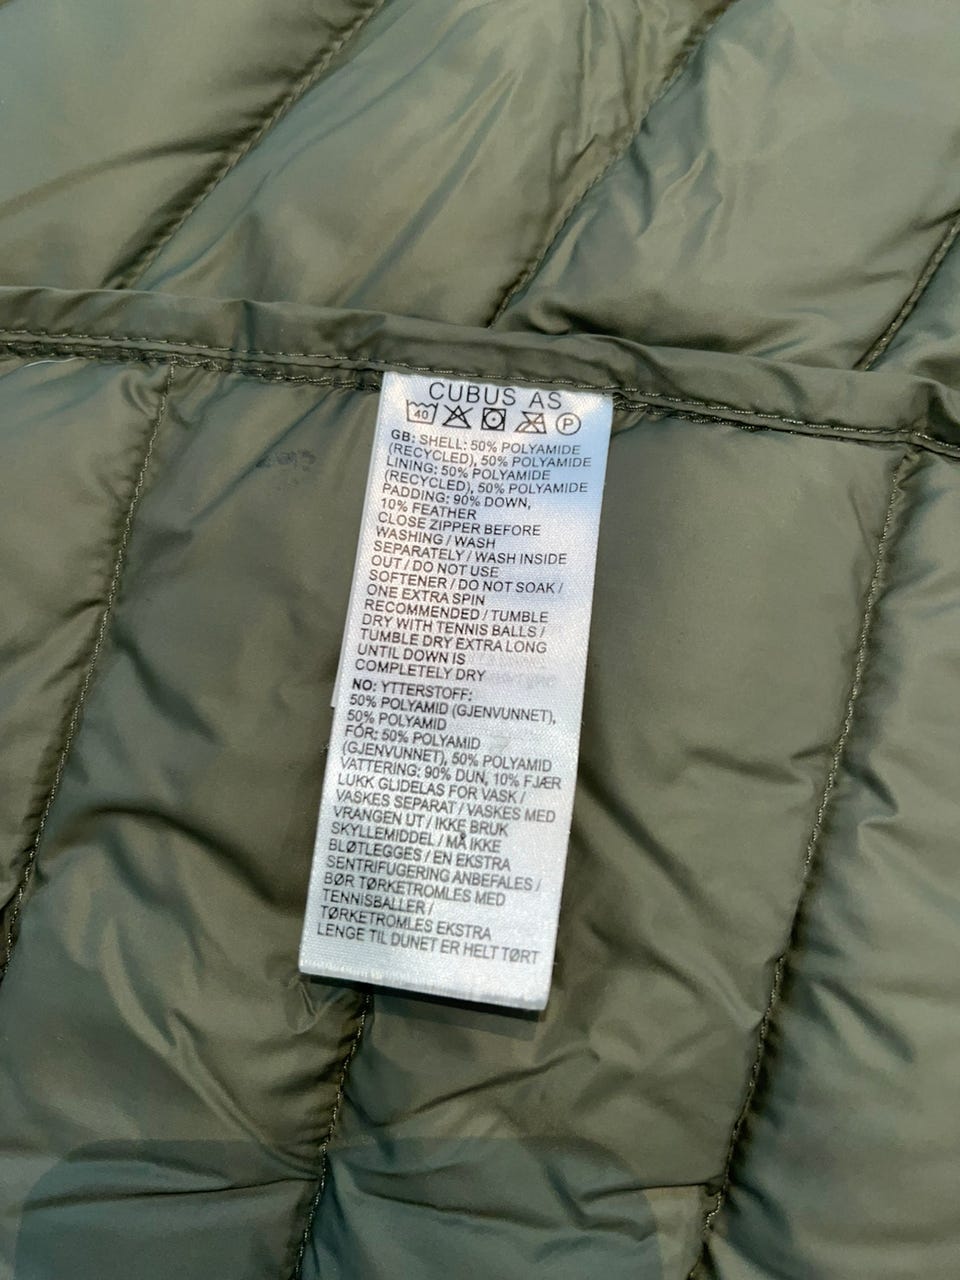 CUBUS AS
40 P
GB: SHELL: 50% POLYAMIDE
(RECYCLED), 50% POLYAMIDE
LINING: 50% POLYAMIDE
(RECYCLED), 50% POLYAMIDE
PADDING: 90% DOWN,
10% FEATHER
CLOSE ZIPPER BEFORE
WASHING / WASH
SEPARATELY / WASH INSIDE
OUT / DO NOT USE
SOFTENER / DO NOT SOAK /
ONE EXTRA SPIN
RECOMMENDED / TUMBLE
DRY WITH TENNIS BALLS /
TUMBLE DRY EXTRA LONG
UNTIL DOWN IS
COMPLETELY DRY
NO: YTTERSTOFF:
50% POLYAMID (GJENVUNNET),
50% POLYAMID
FÓR: 50% POLYAMID
(GJENVUNNET), 50% POLYAMID
VATTERING: 90% DUN, 10% FJÆR
LUKK GLIDELAS FOR VASK /
VASKES SEPARAT / VASKES MED
VRANGEN UT / IKKE BRUK
SKYLLEMIDDEL / MÅ IKKE
BLØTLEGGES / EN EKSTRA
SENTRIFUGERING ANBEFALES /
BØR TØRKETROMLES MED
TENNISBALLER /
TØRKETROMLES EKSTRA
LENGE TIL DUNET ER HELT TØRT